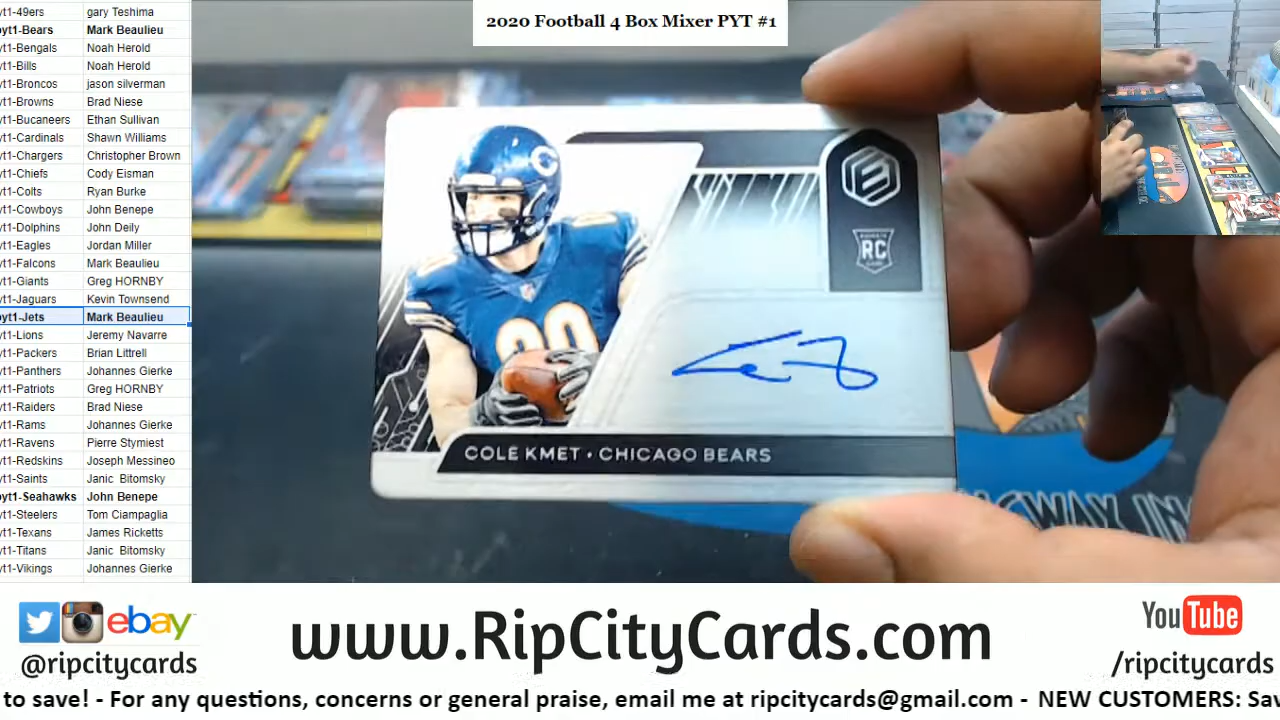 2020 Football 4 Box Mixer PYT #1
yt1-49ers gary Teshima
pyt1-Bears Mark Beaulieu
yt1-Bengals Noah Herold
yt1-Bills Noah Herold
yt1-Broncos jason silverman
yt1-Browns Brad Niese
yt1-Bucaneers Ethan Sullivan
yt1-Cardinals Shawn Williams
yt1-Chargers Christopher Brown
yt1-Chiefs Cody Eisman
yt1-Colts Ryan Burke
yt1-Cowboys John Benepe
yt1-Dolphins John Deily
yt1-Eagles Jordan Miller
yt1-Falcons Mark Beaulieu
yt1-Giants Greg HORNBY
yt1-Jaguars Kevin Townsend
pyt1-Jets Mark Beaulieu
yt1-Lions Jeremy Navarre
yt1-Packers Brian Littrell
yt1-Panthers Johannes Gierke
yt1-Patriots Greg HORNBY
yt1-Raiders Brad Niese
yt1-Rams Johannes Gierke
yt1-Ravens Pierre Stymiest
yt1-Redskins Joseph Messineo
yt1-Saints Janic Bitomsky
pyt1-Seahawks John Benepe
yt1-Steelers Tom Ciampaglia
yt1-Texans James Ricketts
yt1-Titans Janic Bitomsky
yt1-Vikings Johannes Gierke
RC
COLE KMET • CHICAGO BEARS
ebay
@ripcitycards
www.RipCityCards.com
YouTube
/ripcitycards
to save! - For any questions, concerns or general praise, email me at ripcitycards@gmail.com - NEW CUSTOMERS: Sav